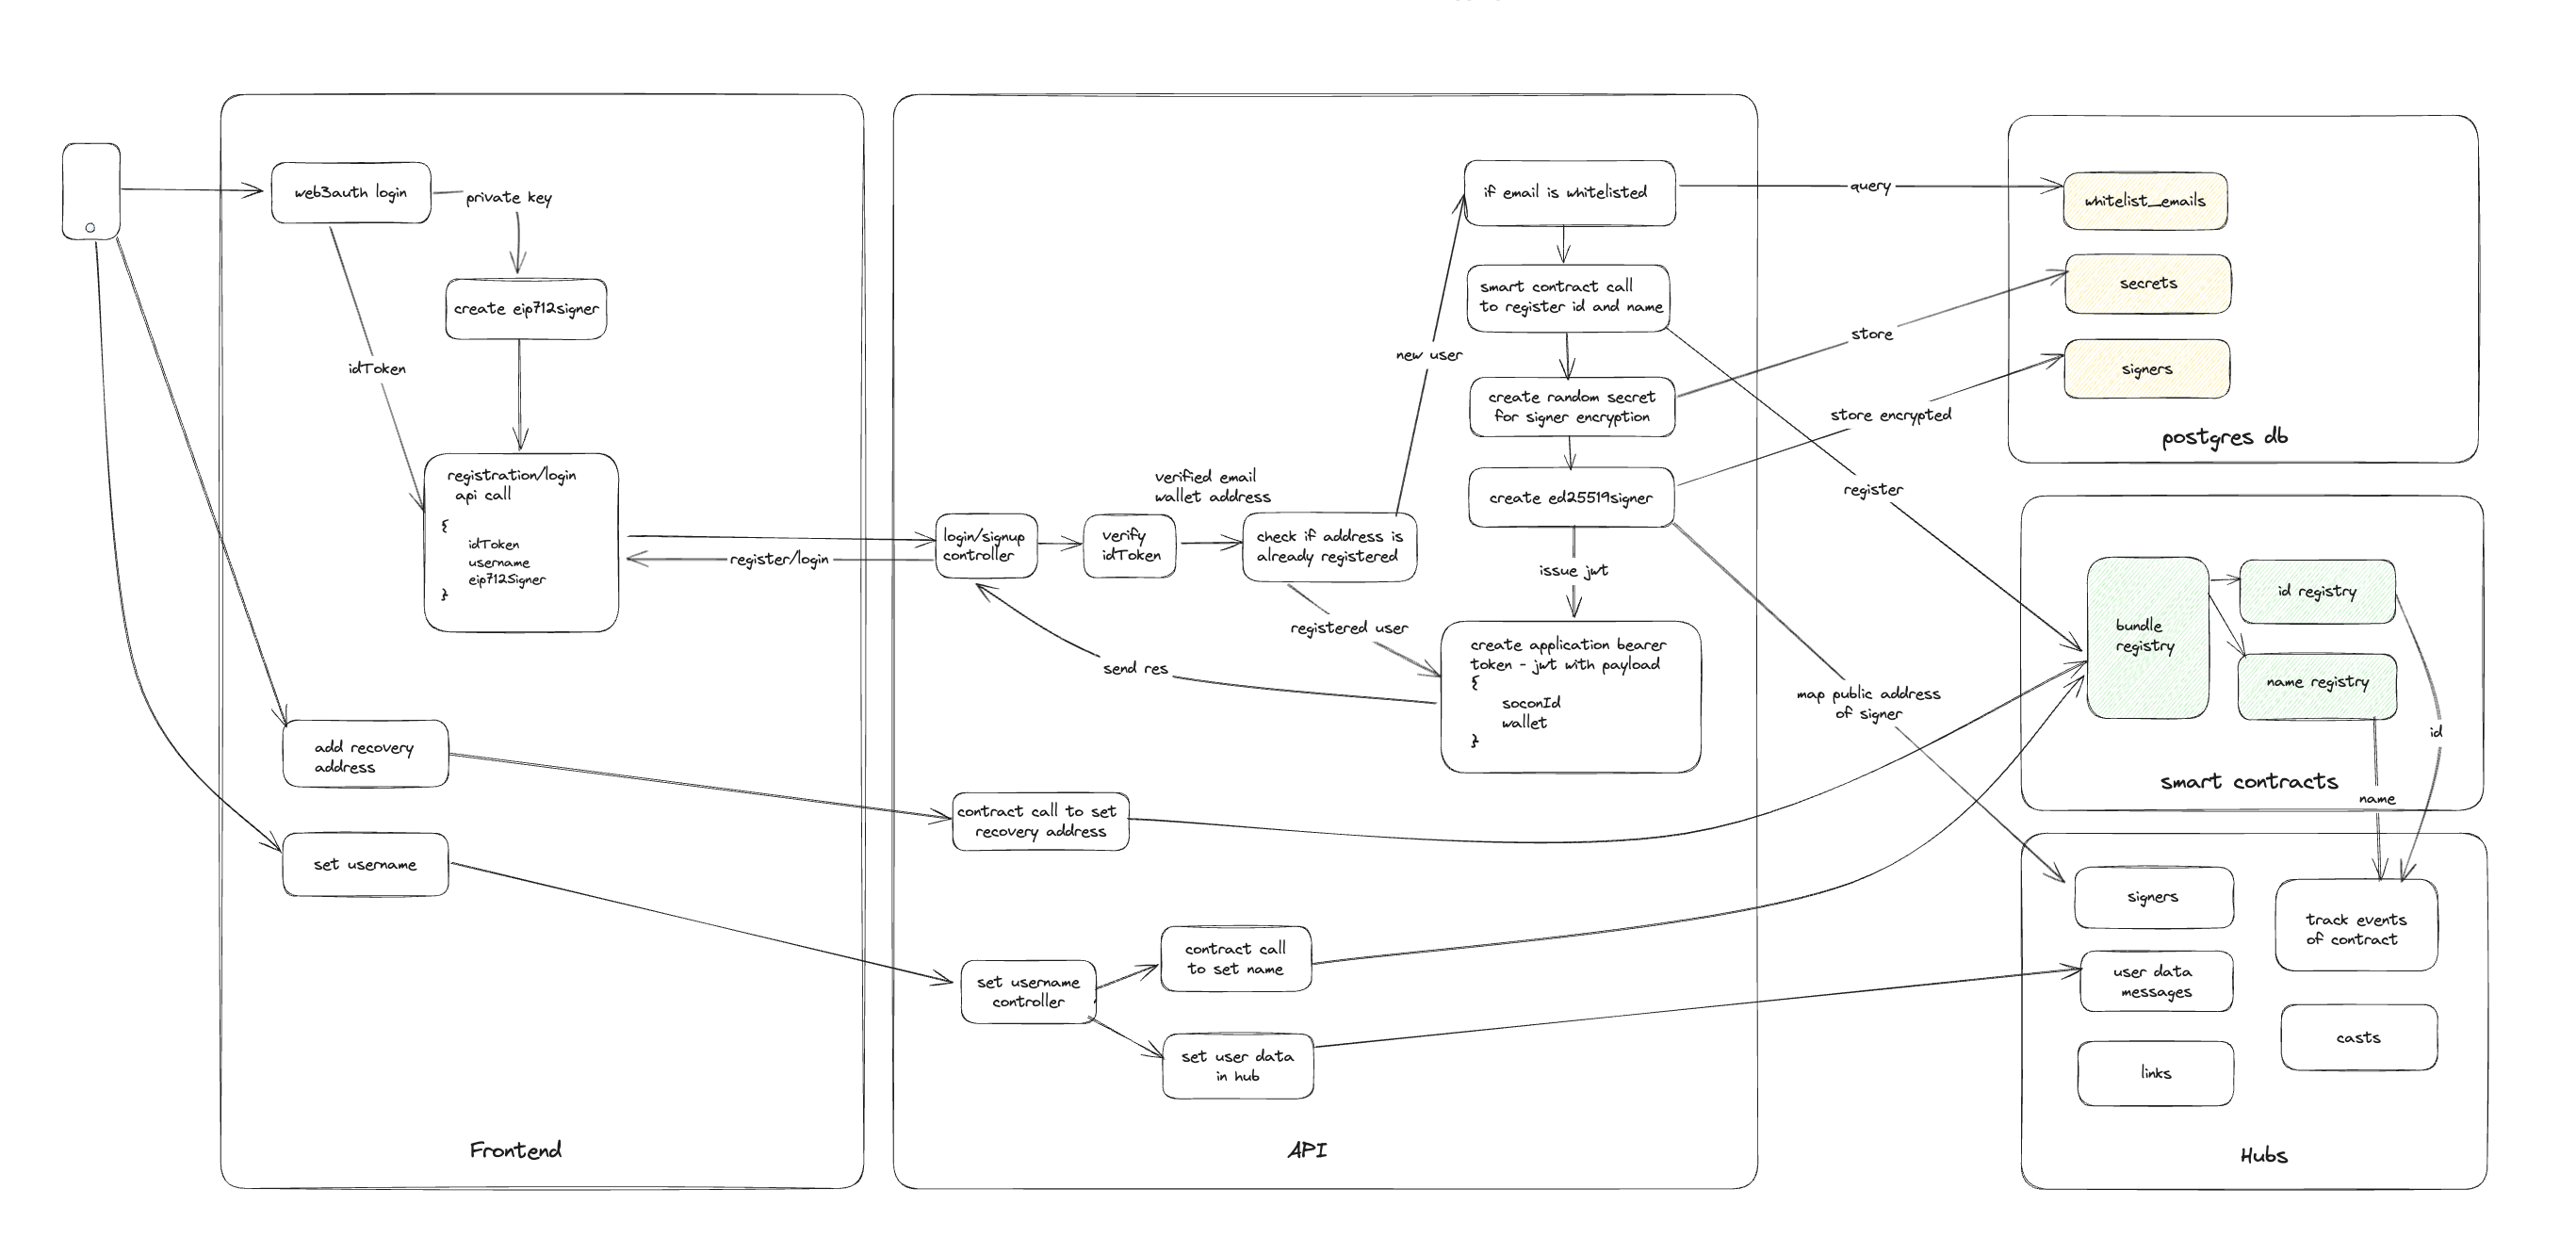 web3auth login
private key
create eip712signer
idToken
registration/login
api call
{
idToken
username
eip712Signer
}
add recovery
address
set username
Frontend
register/login
login/signup
controller
verify
idToken
verified email
wallet address
check if address is
already registered
new user
registered user
send res
if email is whitelisted
smart contract call
to register id and name
create random secret
for signer encryption
create ed25519signer
issue jwt
create application bearer
token - jwt with payload
{
soconId
wallet
}
contract call to set
recovery address
set username
controller
contract call
to set name
set user data
in hub
API
query
store
store encrypted
register
map public address
of signer
whitelist_emails
secrets
signers
postgres db
bundle
registry
id registry
name registry
id
name
smart contracts
signers
track events
of contract
user data
messages
casts
links
Hubs